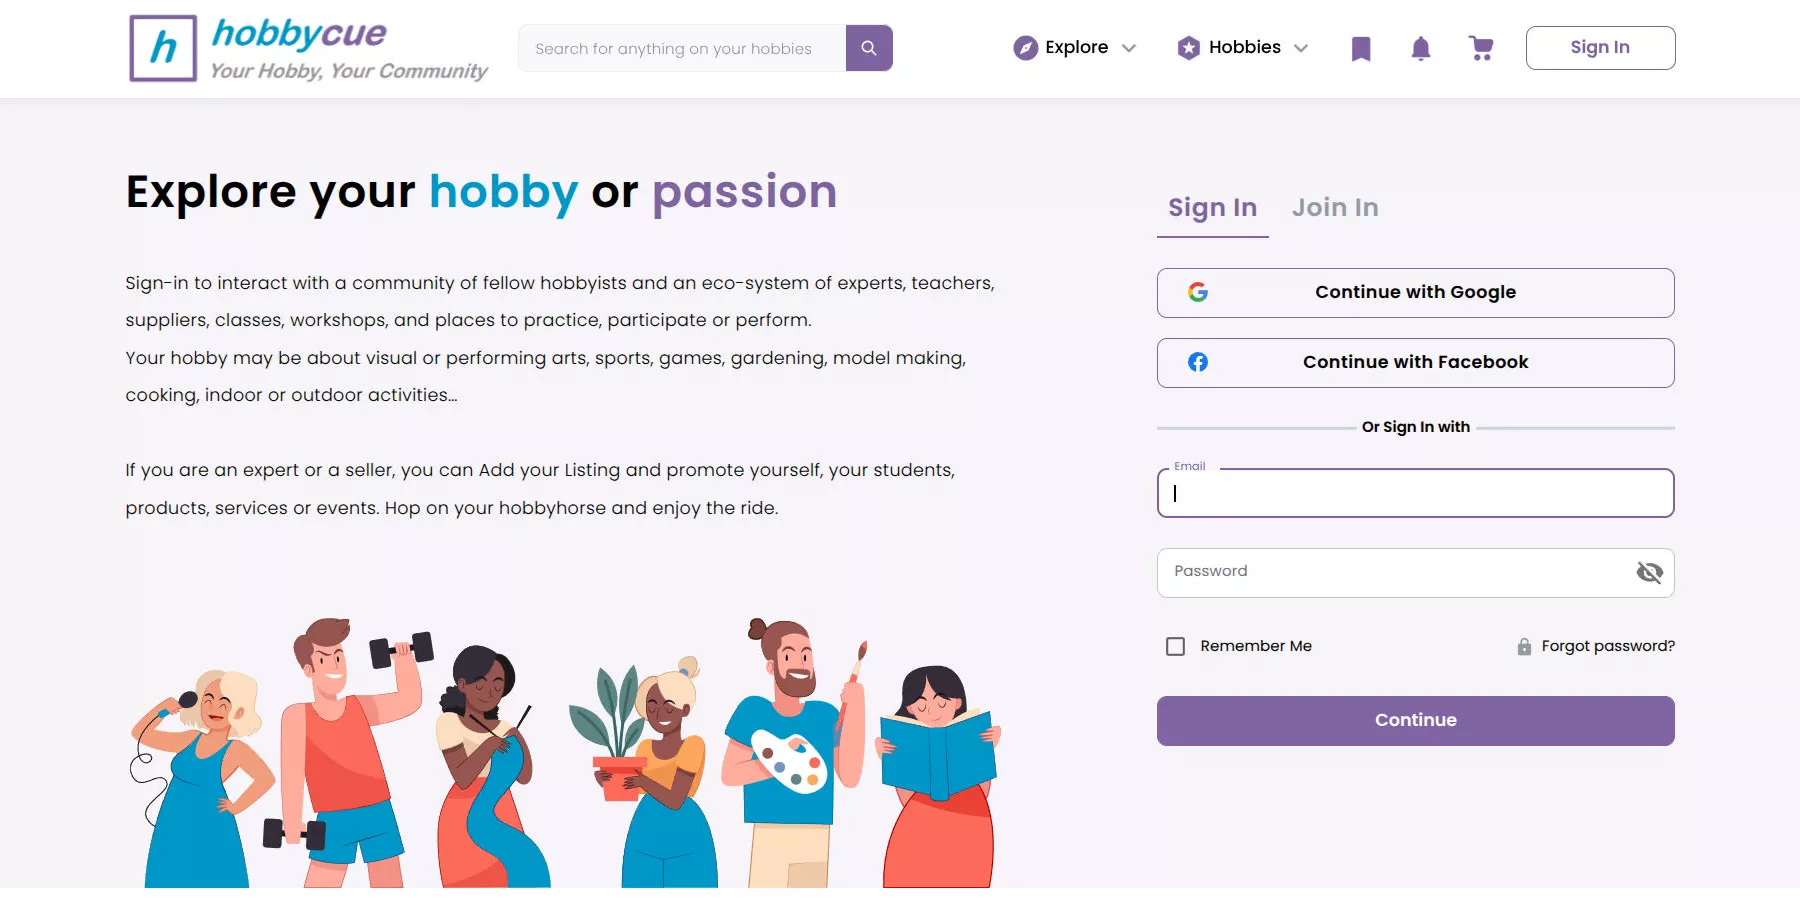 h
hobbycue
Your Hobby, Your Community
Search for anything on your hobbies
Explore
Hobbies
Sign In
Explore your hobby or passion
Sign-in to interact with a community of fellow hobbyists and an eco-system of experts, teachers,
suppliers, classes, workshops, and places to practice, participate or perform.
Your hobby may be about visual or performing arts, sports, games, gardening, model making,
cooking, indoor or outdoor activities...
If you are an expert or a seller, you can Add your Listing and promote yourself, your students,
products, services or events. Hop on your hobbyhorse and enjoy the ride.
Sign In
Join In
Continue with Google
Continue with Facebook
Or Sign In with
Email
Password
Remember Me
Forgot password?
Continue